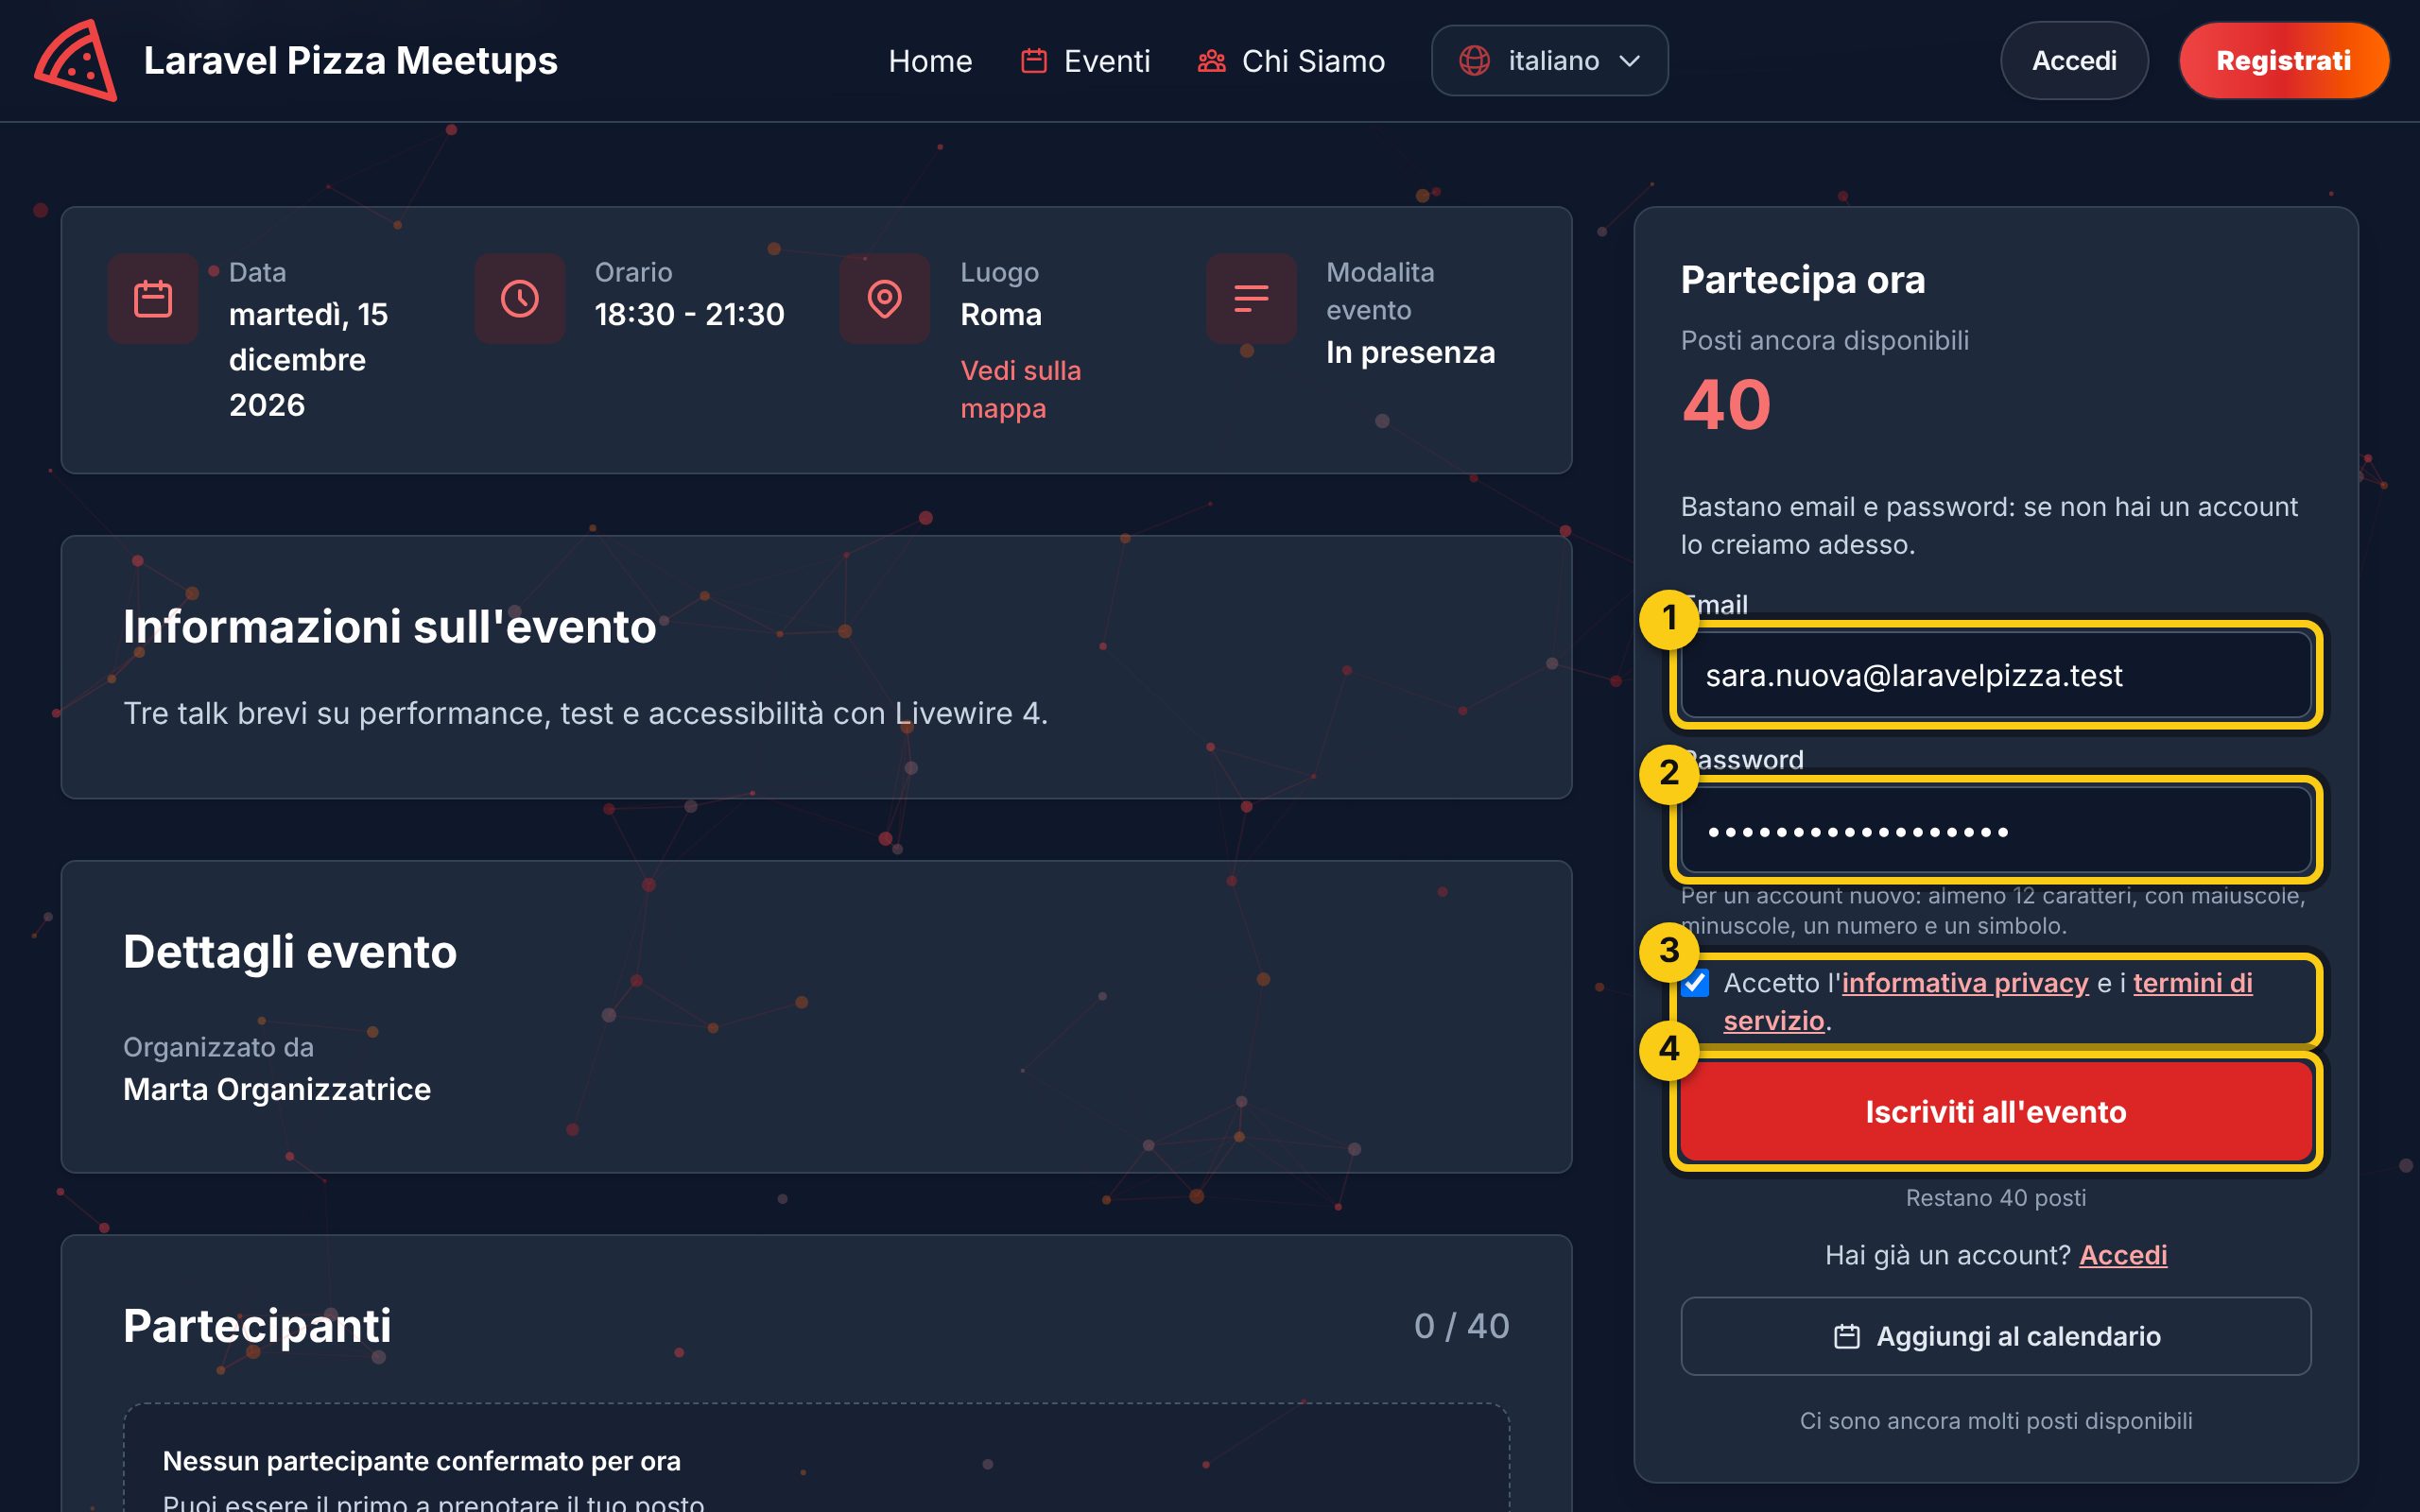 Laravel Pizza Meetups
Home
Eventi
Chi Siamo
italiano
Accedi
Registrati
Data
martedì, 15
dicembre
2026
Orario
18:30 - 21:30
Luogo
Roma
Vedi sulla
mappa
Modalita
evento
In presenza
Informazioni sull'evento
Tre talk brevi su performance, test e accessibilità con Livewire 4.
Dettagli evento
Organizzato da
Marta Organizzatrice
Partecipanti
0 / 40
Nessun partecipante confermato per ora
Puoi essere il primo a prenotare il tuo posto
Partecipa ora
Posti ancora disponibili
40
Bastano email e password: se non hai un account
lo creiamo adesso.
Email
1
sara.nuova@laravelpizza.test
Password
2
••••••••••••••••••
Per un account nuovo: almeno 12 caratteri, con maiuscole,
minuscole, un numero e un simbolo.
3
Accetto l'informativa privacy e i termini di
servizio.
4
Iscriviti all'evento
Restano 40 posti
Hai già un account? Accedi
Aggiungi al calendario
Ci sono ancora molti posti disponibili